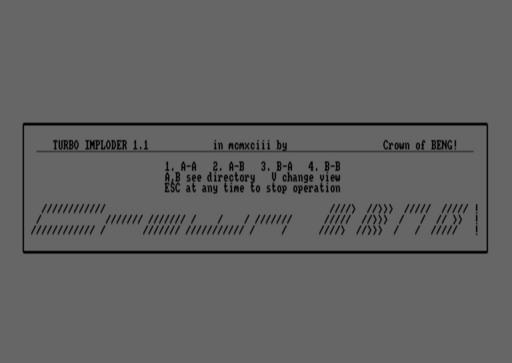 TURBO IMPLODER 1.1 in mcmxciii by Crown of BENG!
1. A-A 2. A-B 3. B-A 4. B-B
A,B see directory V change view
ESC at any time to stop operation